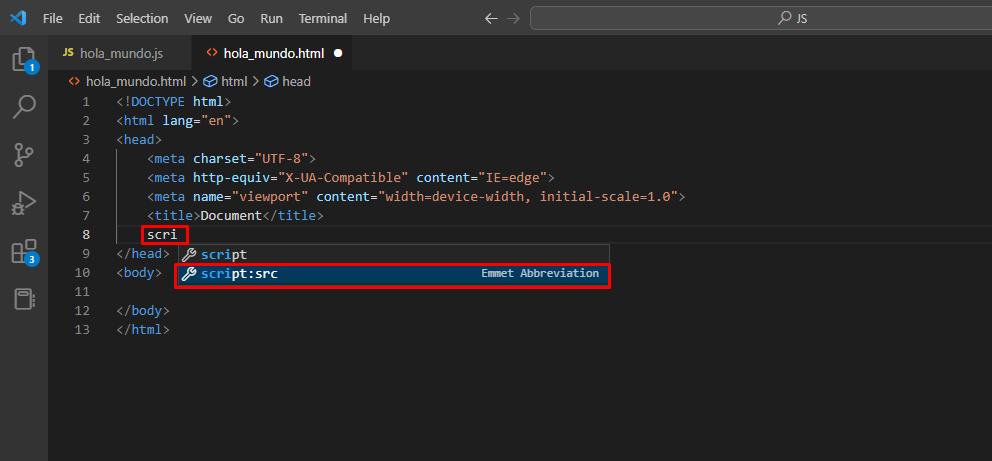 File Edit Selection View Go Run Terminal Help JS
JS hola_mundo.js <> hola_mundo.html
<> hola_mundo.html > html > head
1 <!DOCTYPE html>
2 <html lang="en">
3 <head>
4 <meta charset="UTF-8">
5 <meta http-equiv="X-UA-Compatible" content="IE=edge">
6 <meta name="viewport" content="width=device-width, initial-scale=1.0">
7 <title>Document</title>
8 scri
9 </head> script
10 <body> script:src Emmet Abbreviation
11
12 </body>
13 </html>
1
3